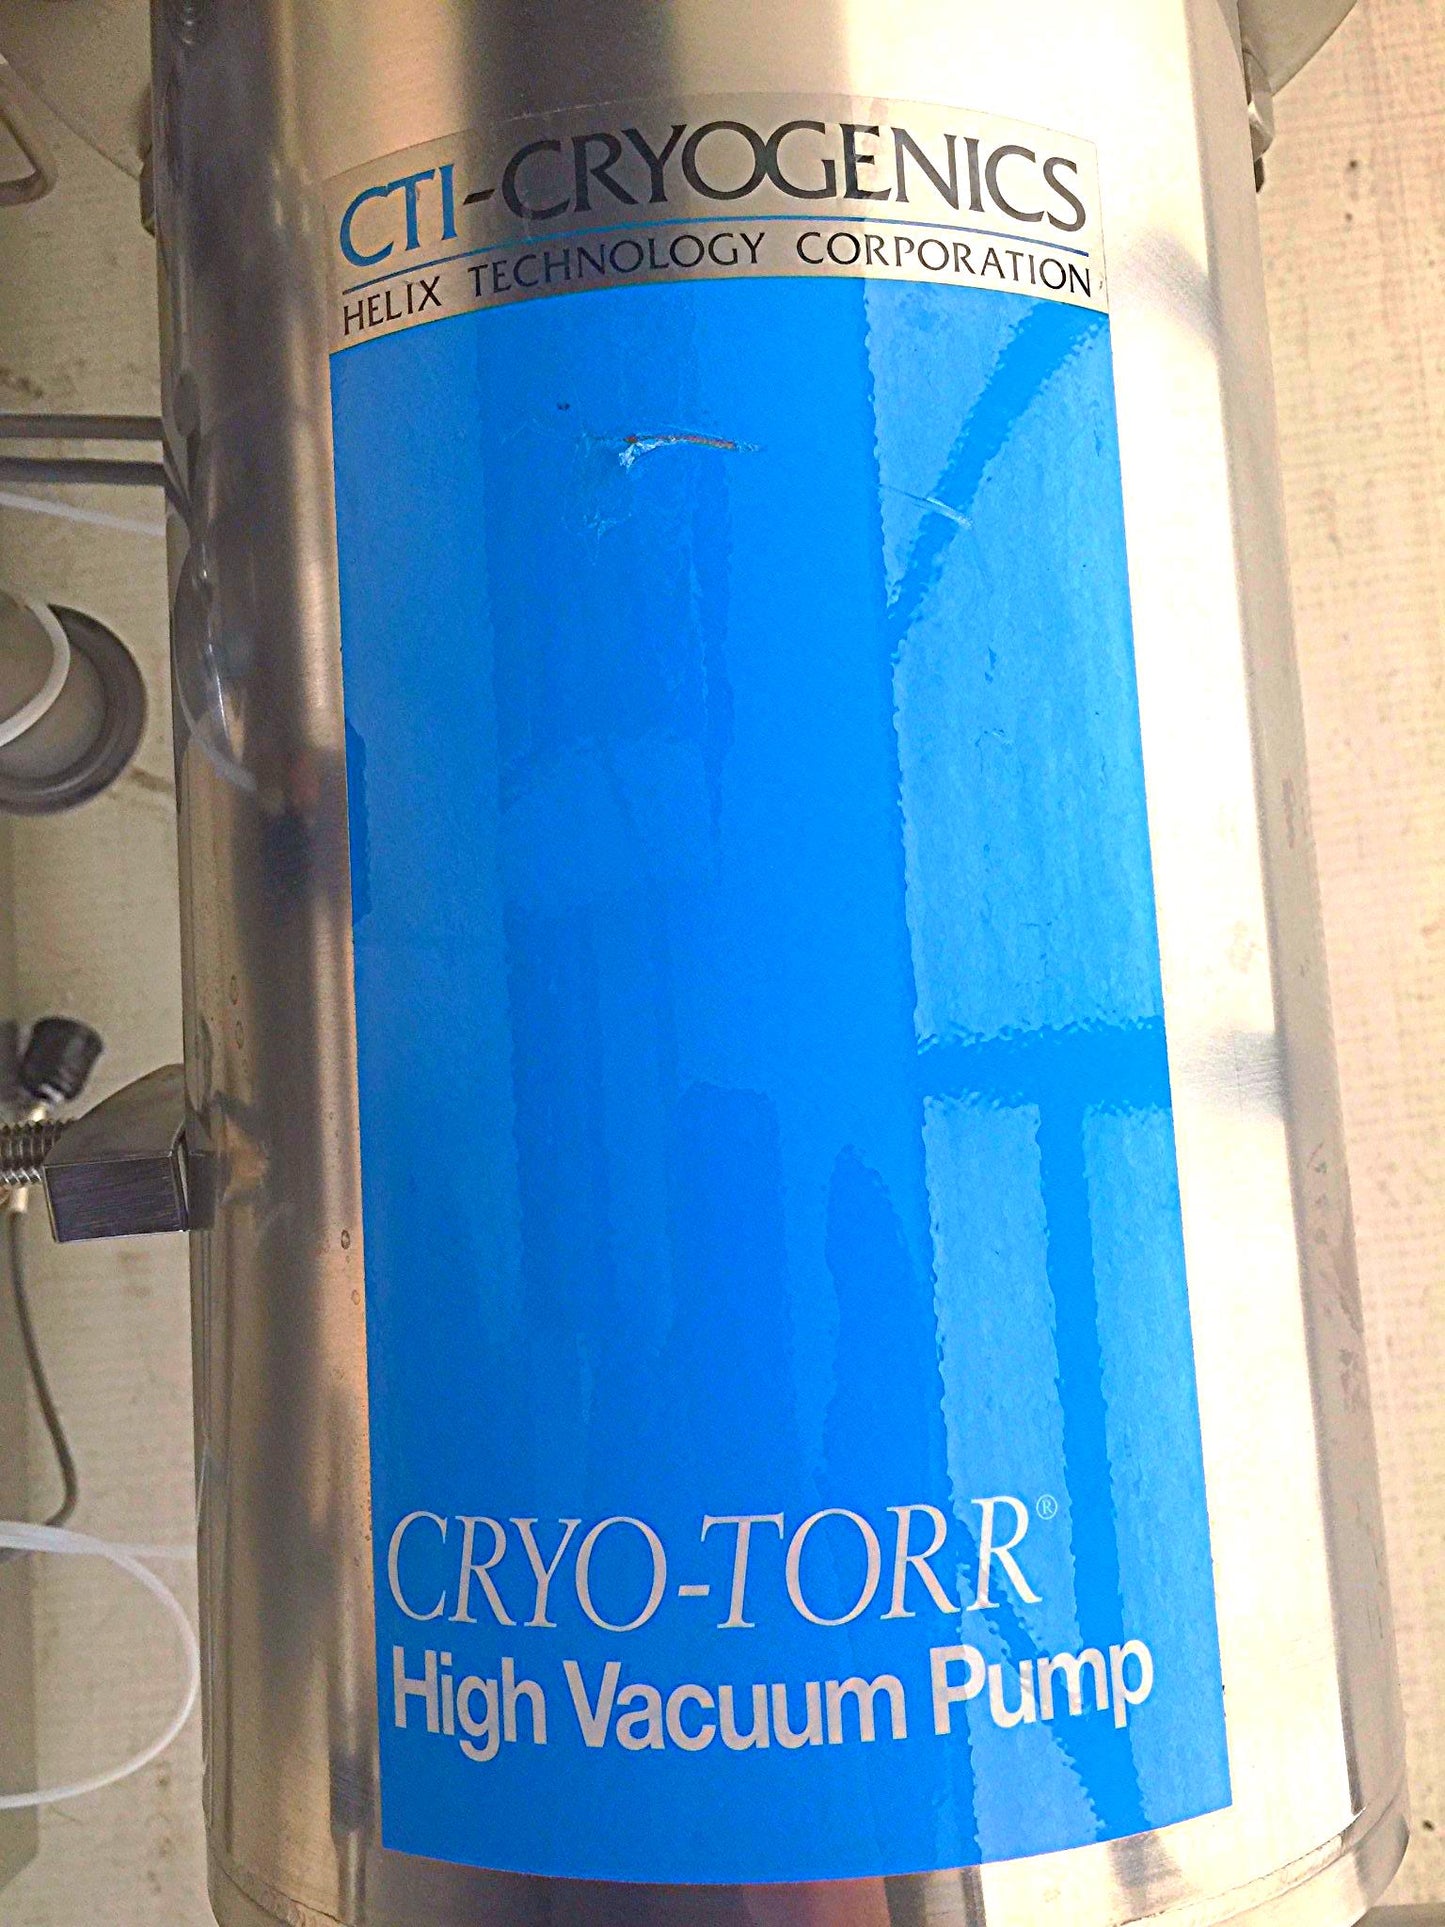 CTI-CRYOGENICS
HELIX TECHNOLOGY CORPORATION
CRYO-TORR®
High Vacuum Pump